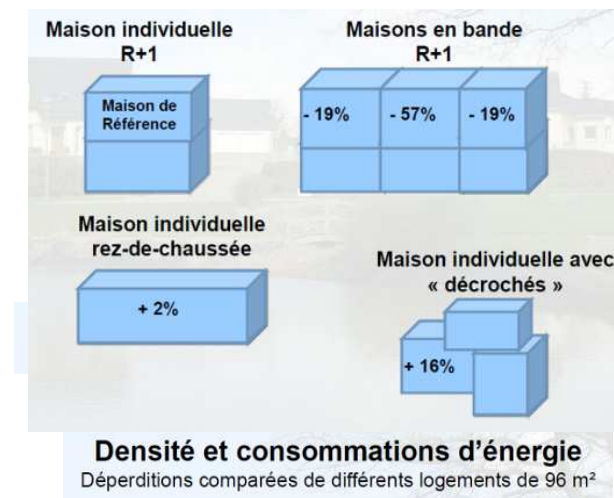 Maison individuelle
R+1
Maison de
Référence
Maisons en bande
R+1
- 19%
- 57%
- 19%
Maison individuelle
rez-de-chaussée
+ 2%
Maison individuelle avec
« décrochés »
+ 16%
Densité et consommations d'énergie
Déperditions comparées de différents logements de 96 m²